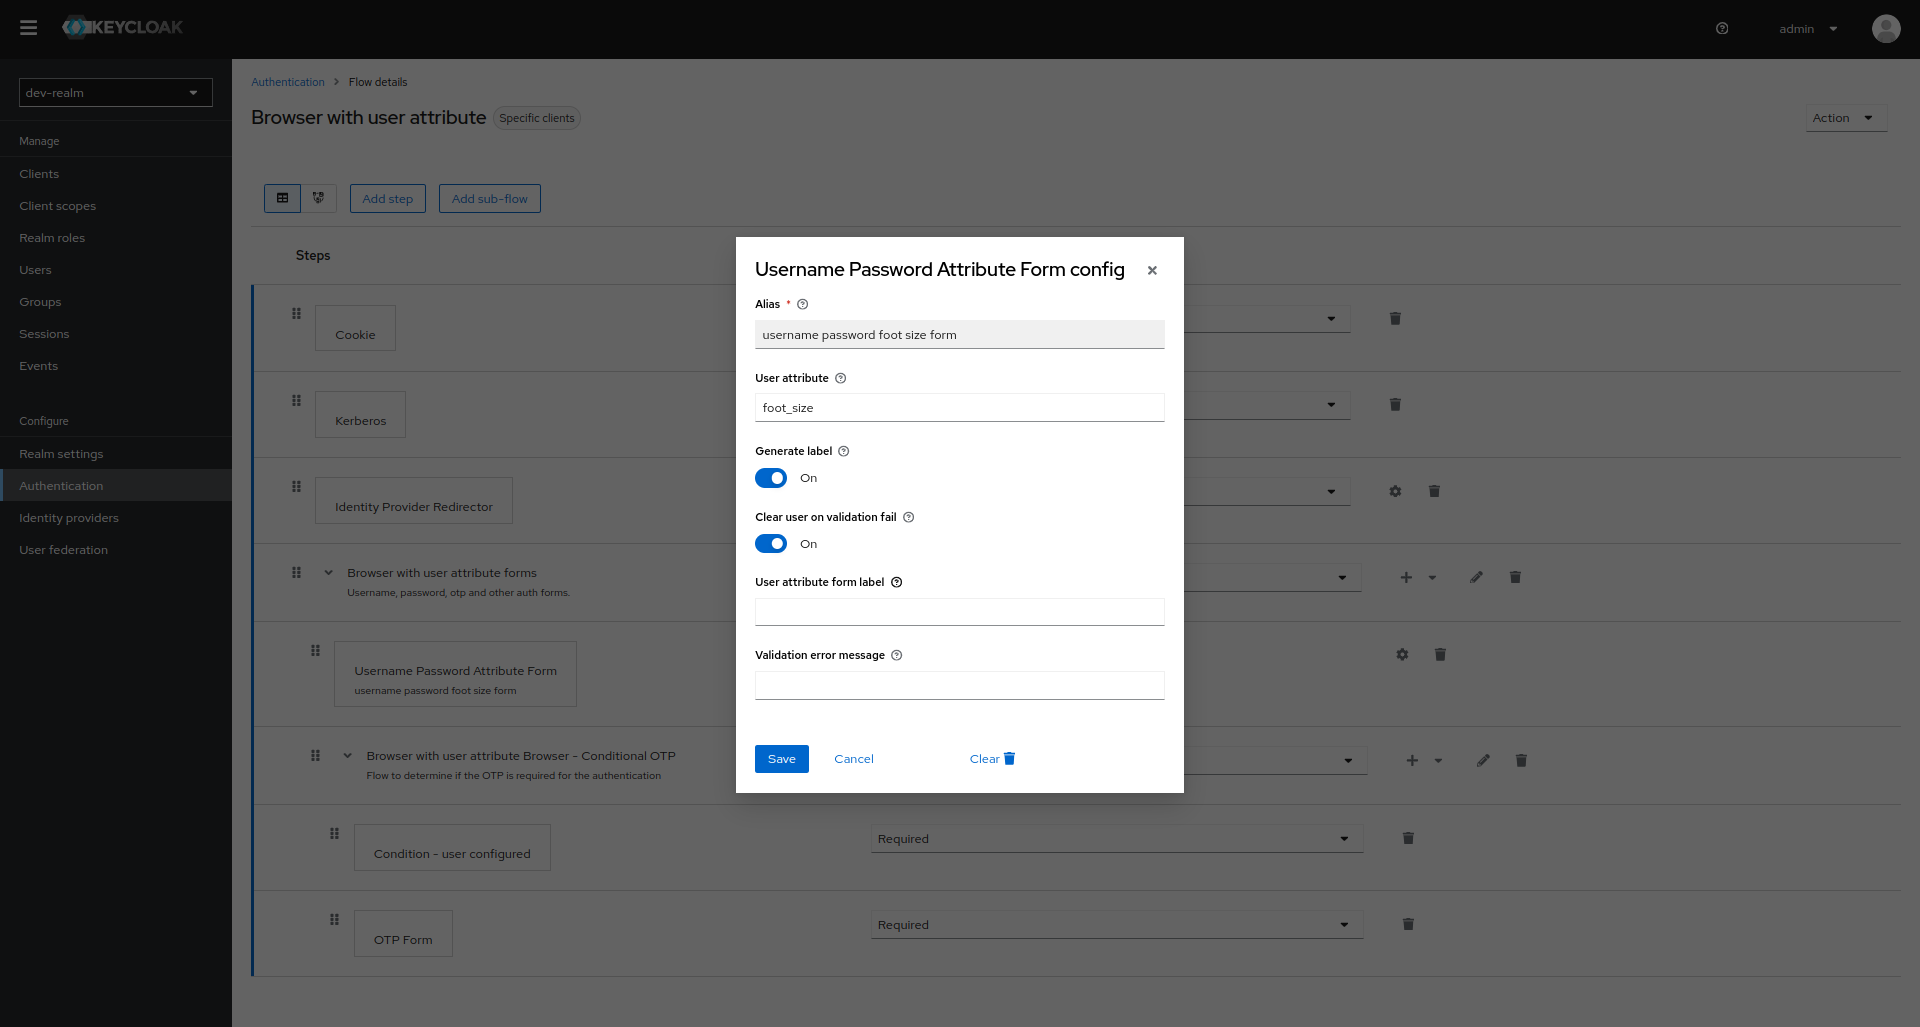 KEYCLOAK
admin
dev-realm
Manage
Clients
Client scopes
Realm roles
Users
Groups
Sessions
Events
Configure
Realm settings
Authentication
Identity providers
User federation
Authentication > Flow details
Browser with user attribute Specific clients
Action
Add step Add sub-flow
Steps
Cookie
Kerberos
Identity Provider Redirector
Browser with user attribute forms
Username, password, otp and other auth forms.
Username Password Attribute Form
username password foot size form
Browser with user attribute Browser - Conditional OTP
Flow to determine if the OTP is required for the authentication
Condition - user configured
Required
OTP Form
Required
Username Password Attribute Form config
Alias *
username password foot size form
User attribute
foot_size
Generate label
On
Clear user on validation fail
On
User attribute form label
Validation error message
Save Cancel Clear